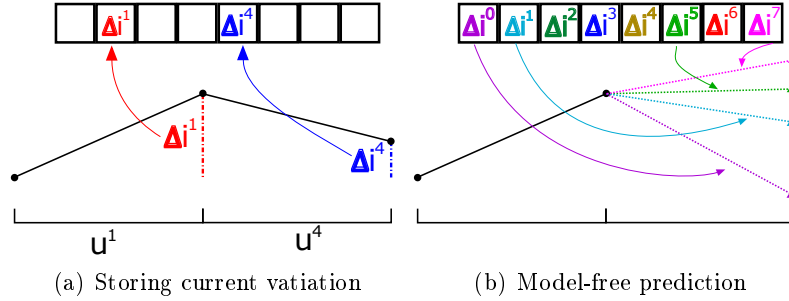 Δi¹ Δi⁴
Δi⁰ Δi¹ Δi² Δi³ Δi⁴ Δi⁵ Δi⁶ Δi⁷
Δi¹
Δi⁴
u¹ u⁴
(a) Storing current vatiation
(b) Model-free prediction